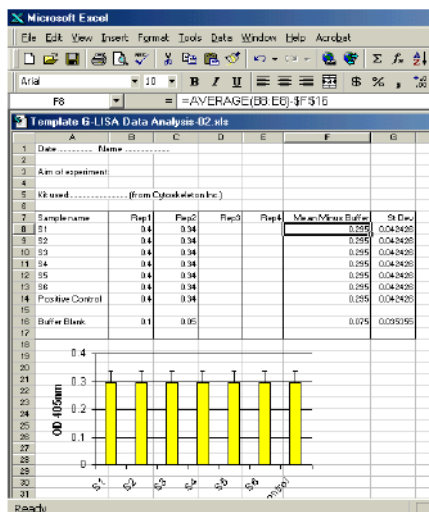 Microsoft Excel
File Edit View Insert Format Tools Data Window Help Acrobat
Arial 10 B I U $ % ,
F8 = =AVERAGE(B8:E8)-$F$16
Template G-LISA Data Analysis-02.xls
A B C D E F G
1 Date.......... Name ............
2
3 Aim of experiment:
4
5 Kit used.................(from Cytoskeleton Inc.)
6
7 Sample name Rep1 Rep2 Rep3 Rep4 Mean Minus Buffer St Dev
8 S1 0.4 0.34 0.295 0.042426
9 S2 0.4 0.34 0.295 0.042426
10 S3 0.4 0.34 0.295 0.042426
11 S4 0.4 0.34 0.295 0.042426
12 S5 0.4 0.34 0.295 0.042426
13 S6 0.4 0.34 0.295 0.042426
14 Positive Control 0.4 0.34 0.295 0.042426
15
16 Buffer Blank 0.1 0.05 0.075 0.035355
17
18
19
20
21
22
23
24
25
26
27
28
29
30
31
OD 405nm
0.4
0.3
0.2
0.1
0
S1 S2 S3 S4 S5 S6 ontrol
Ready